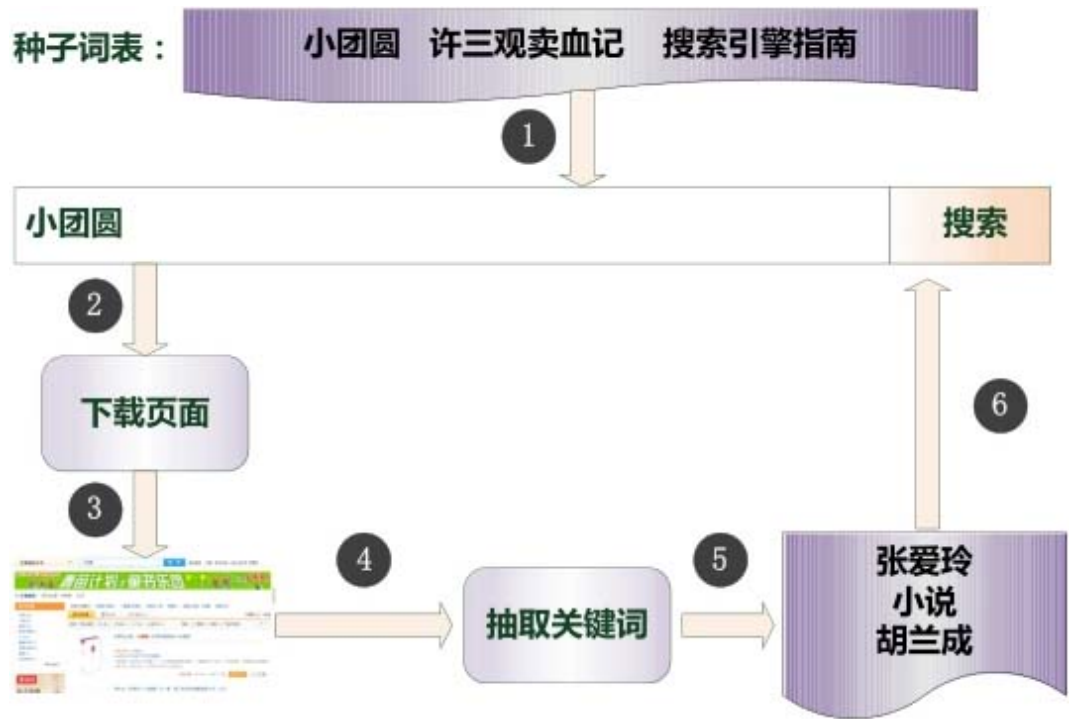 种子词表：
小团圆 许三观卖血记 搜索引擎指南
1
小团圆
搜索
2
下载页面
6
3
4
5
抽取关键词
张爱玲
小说
胡兰成